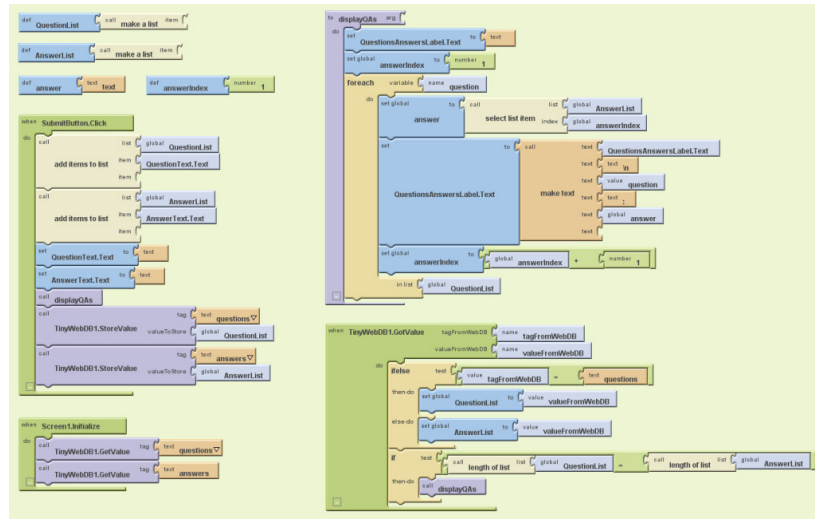 def QuestionList call make a list item
def AnswerList call make a list item
def answer text text
def answerIndex number 1
when SubmitButton.Click
do call add items to list list global QuestionList
item QuestionText.Text
item
call add items to list list global AnswerList
item AnswerText.Text
item
set QuestionText.Text to text
set AnswerText.Text to text
call displayQAs
call TinyWebDB1.StoreValue tag text questions
valueToStore global QuestionList
call TinyWebDB1.StoreValue tag text answers
valueToStore global AnswerList
when Screen1.Initialize
do call TinyWebDB1.GetValue tag text questions
call TinyWebDB1.GetValue tag text answers
to displayQAs arg
do set QuestionsAnswersLabel.Text to text
set global answerIndex to number 1
foreach variable name question
do set global answer to call select list item list global AnswerList
index global answerIndex
set QuestionsAnswersLabel.Text to call make text text QuestionsAnswersLabel.Text
text text \n
text value question
text text :
text global answer
text
set global answerIndex to global answerIndex + number 1
in list global QuestionList
when TinyWebDB1.GotValue tagFromWebDB name tagFromWebDB
valueFromWebDB name valueFromWebDB
do ifelse test value tagFromWebDB = text questions
then-do set global QuestionList to value valueFromWebDB
else-do set global AnswerList to value valueFromWebDB
if test call length of list list global QuestionList = call length of list list global AnswerList
then-do call displayQAs